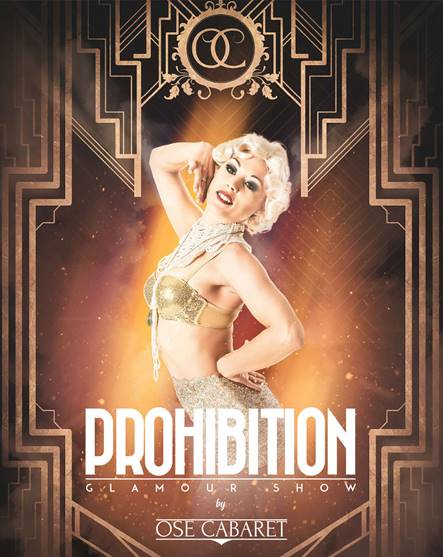 OC
PROHIBITION
GLAMOUR SHOW
by
OSE CABARET